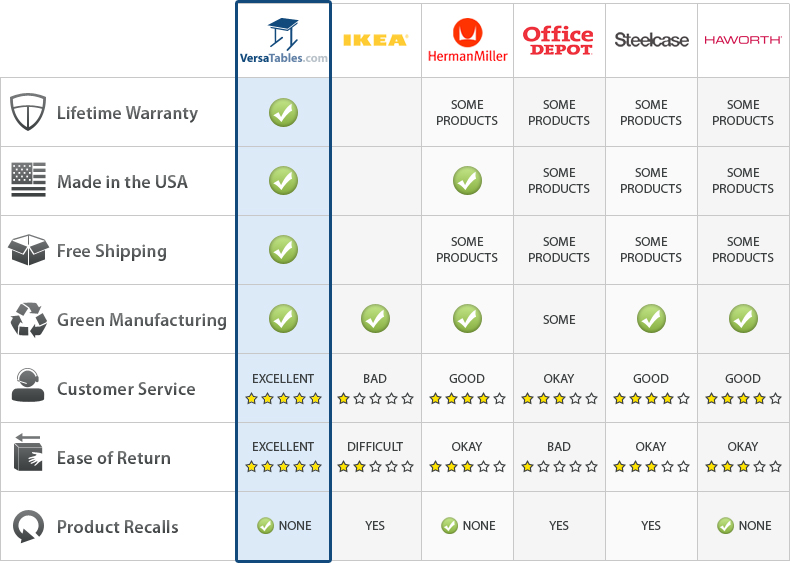 VersaTables.com
IKEA
HermanMiller
Office DEPOT
Steelcase
HAWORTH
Lifetime Warranty
SOME PRODUCTS
SOME PRODUCTS
SOME PRODUCTS
SOME PRODUCTS
Made in the USA
SOME PRODUCTS
SOME PRODUCTS
SOME PRODUCTS
Free Shipping
SOME PRODUCTS
SOME PRODUCTS
SOME PRODUCTS
SOME PRODUCTS
Green Manufacturing
SOME
Customer Service
EXCELLENT
BAD
GOOD
OKAY
GOOD
GOOD
Ease of Return
EXCELLENT
DIFFICULT
OKAY
BAD
OKAY
OKAY
Product Recalls
NONE
YES
NONE
YES
YES
NONE